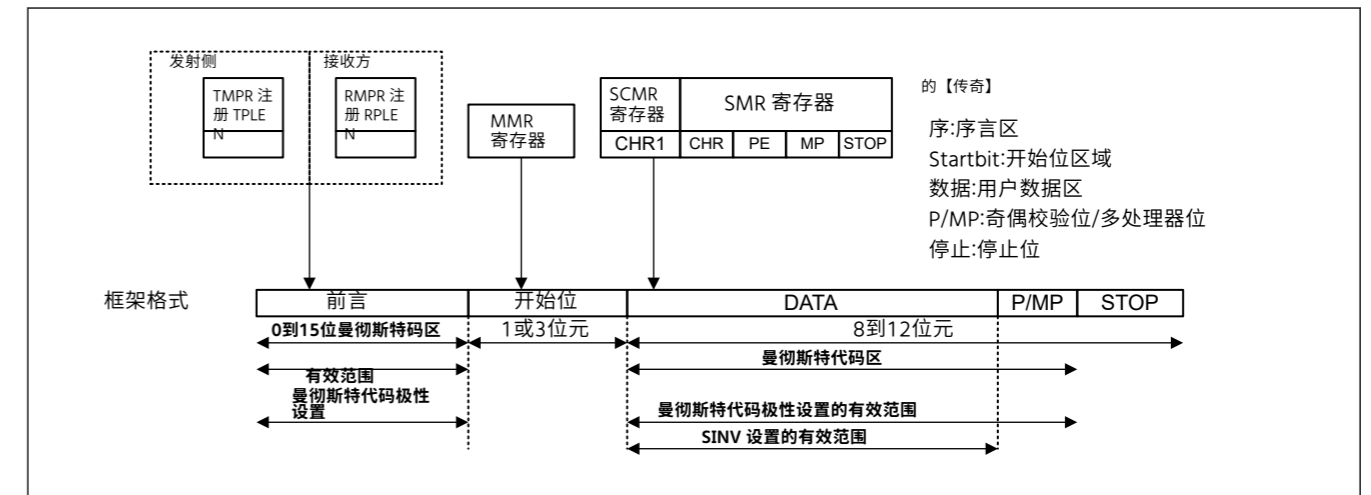 发射侧
接收方
TMPR 注
册 TPLE
N
RMPR 注
册 RPLE
N
MMR
寄存器
SCMR
寄存器
SMR 寄存器
CHR1
CHR
PE
MP
STOP
的【传奇】
序:序言区
Startbit:开始位区域
数据:用户数据区
P/MP:奇偶校验位/多处理器位
停止:停止位
框架格式
前言
开始位
DATA
P/MP
STOP
0到15位曼彻斯特码区
1或3位元
8到12位元
曼彻斯特代码区
有效范围
曼彻斯特代码极性
设置
曼彻斯特代码极性设置的有效范围
SINV 设置的有效范围